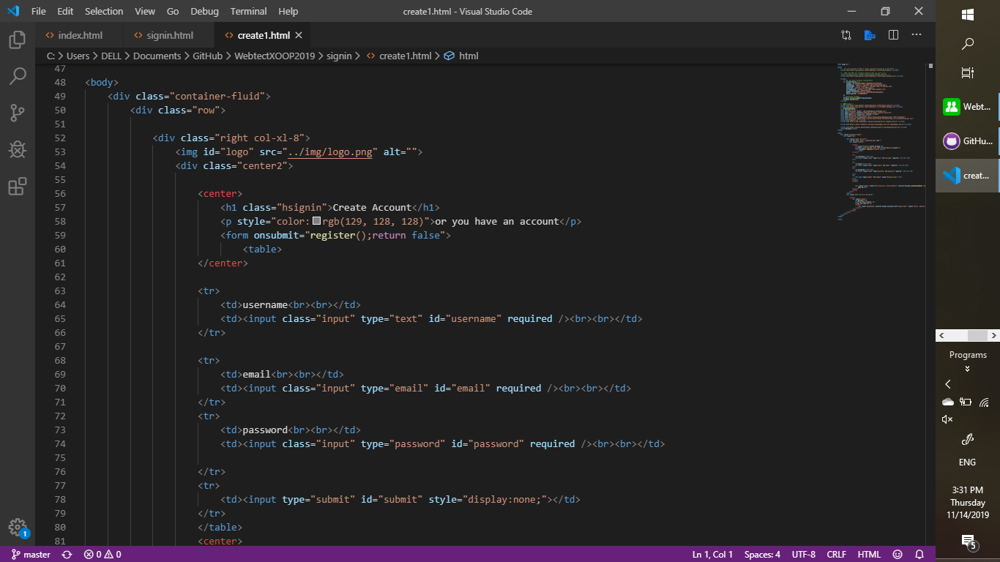 File Edit Selection View Go Debug Terminal Help create1.html - Visual Studio Code
index.html signin.html create1.html
C: > Users > DELL > Documents > GitHub > WebtectXOOP2019 > signin > create1.html > html
47
48 <body>
49 <div class="container-fluid">
50 <div class="row">
51
52 <div class="right col-xl-8">
53 <img id="logo" src="../img/logo.png" alt="">
54 <div class="center2">
55
56 <center>
57 <h1 class="hsignin">Create Account</h1>
58 <p style="color: rgb(129, 128, 128)">or you have an account</p>
59 <form onsubmit="register();return false">
60 <table>
61 </center>
62
63 <tr>
64 <td>username<br><br></td>
65 <td><input class="input" type="text" id="username" required /><br><br></td>
66 </tr>
67
68 <tr>
69 <td>email<br><br></td>
70 <td><input class="input" type="email" id="email" required /><br><br></td>
71 </tr>
72 <tr>
73 <td>password<br><br></td>
74 <td><input class="input" type="password" id="password" required /><br><br></td>
75
76 </tr>
77 <tr>
78 <td><input type="submit" id="submit" style="display:none;"></td>
79 </tr>
80 </table>
81 <center>
1
master 0 0 Ln 1, Col 1 Spaces: 4 UTF-8 CRLF HTML
Webt...
GitHu...
creat...
Programs
ENG
3:31 PM
Thursday
11/14/2019
5